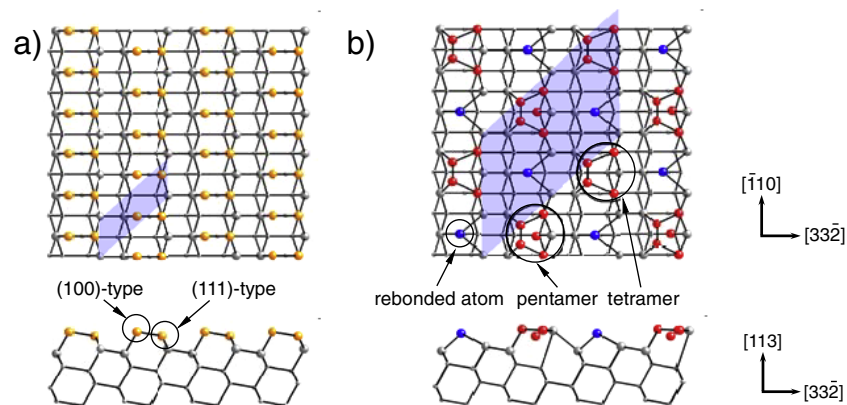 a)
b)
[1̄10]
[332̄]
rebonded atom pentamer tetramer
(100)-type (111)-type
[113]
[332̄]